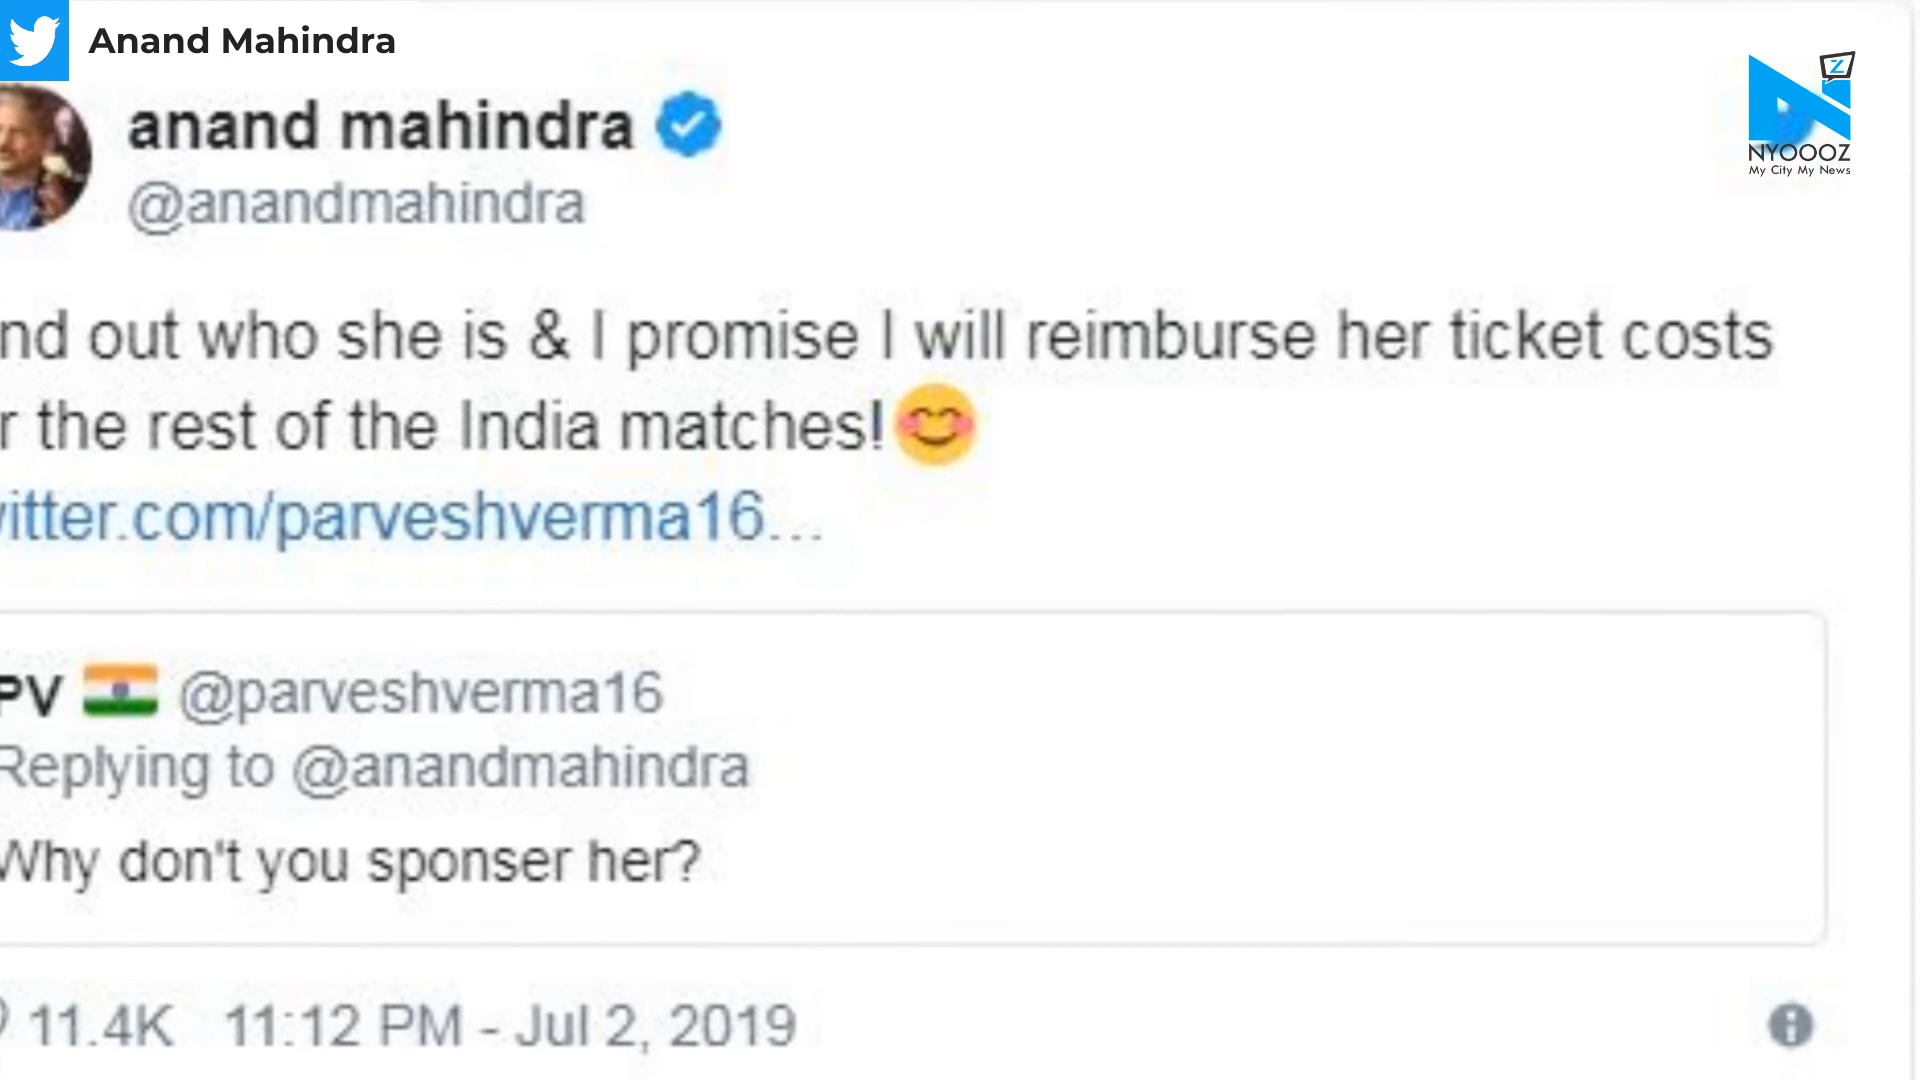 Anand Mahindra
anand mahindra
@anandmahindra
NYOOOZ
My City My News
nd out who she is & I promise I will reimburse her ticket costs
r the rest of the India matches!😊
witter.com/parveshverma16...
PV 🇮🇳 @parveshverma16
Replying to @anandmahindra
Why don't you sponser her?
11.4K 11:12 PM - Jul 2, 2019